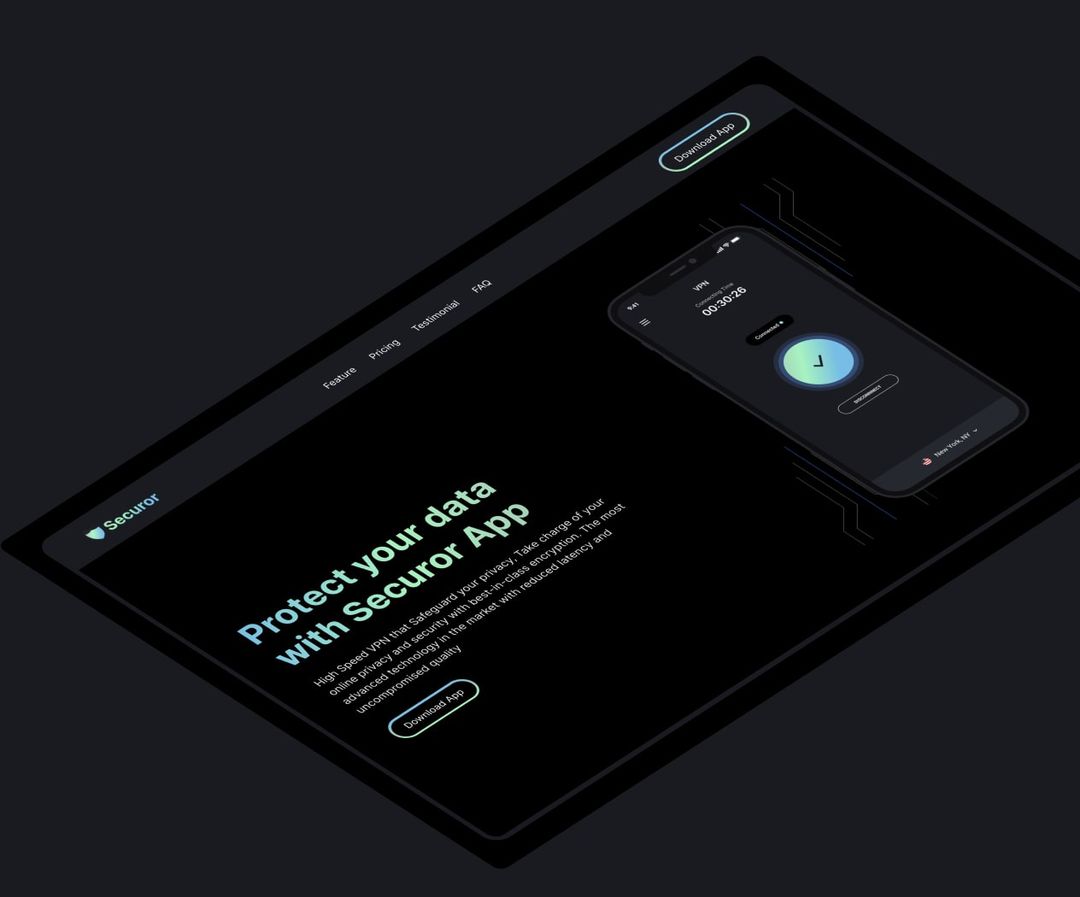 Securor
Feature
Pricing
Testimonial
FAQ
Download App
Protect your data
with Securor App
High Speed VPN that Safeguard your privacy, Take charge of your
online privacy and security with best-in-class encryption. The most
advanced technology in the market with reduced latency and
uncompromised quality
Download App
9:41
VPN
Connecting Time
00:30:26
Connected
DISCONNECT
New York, NY